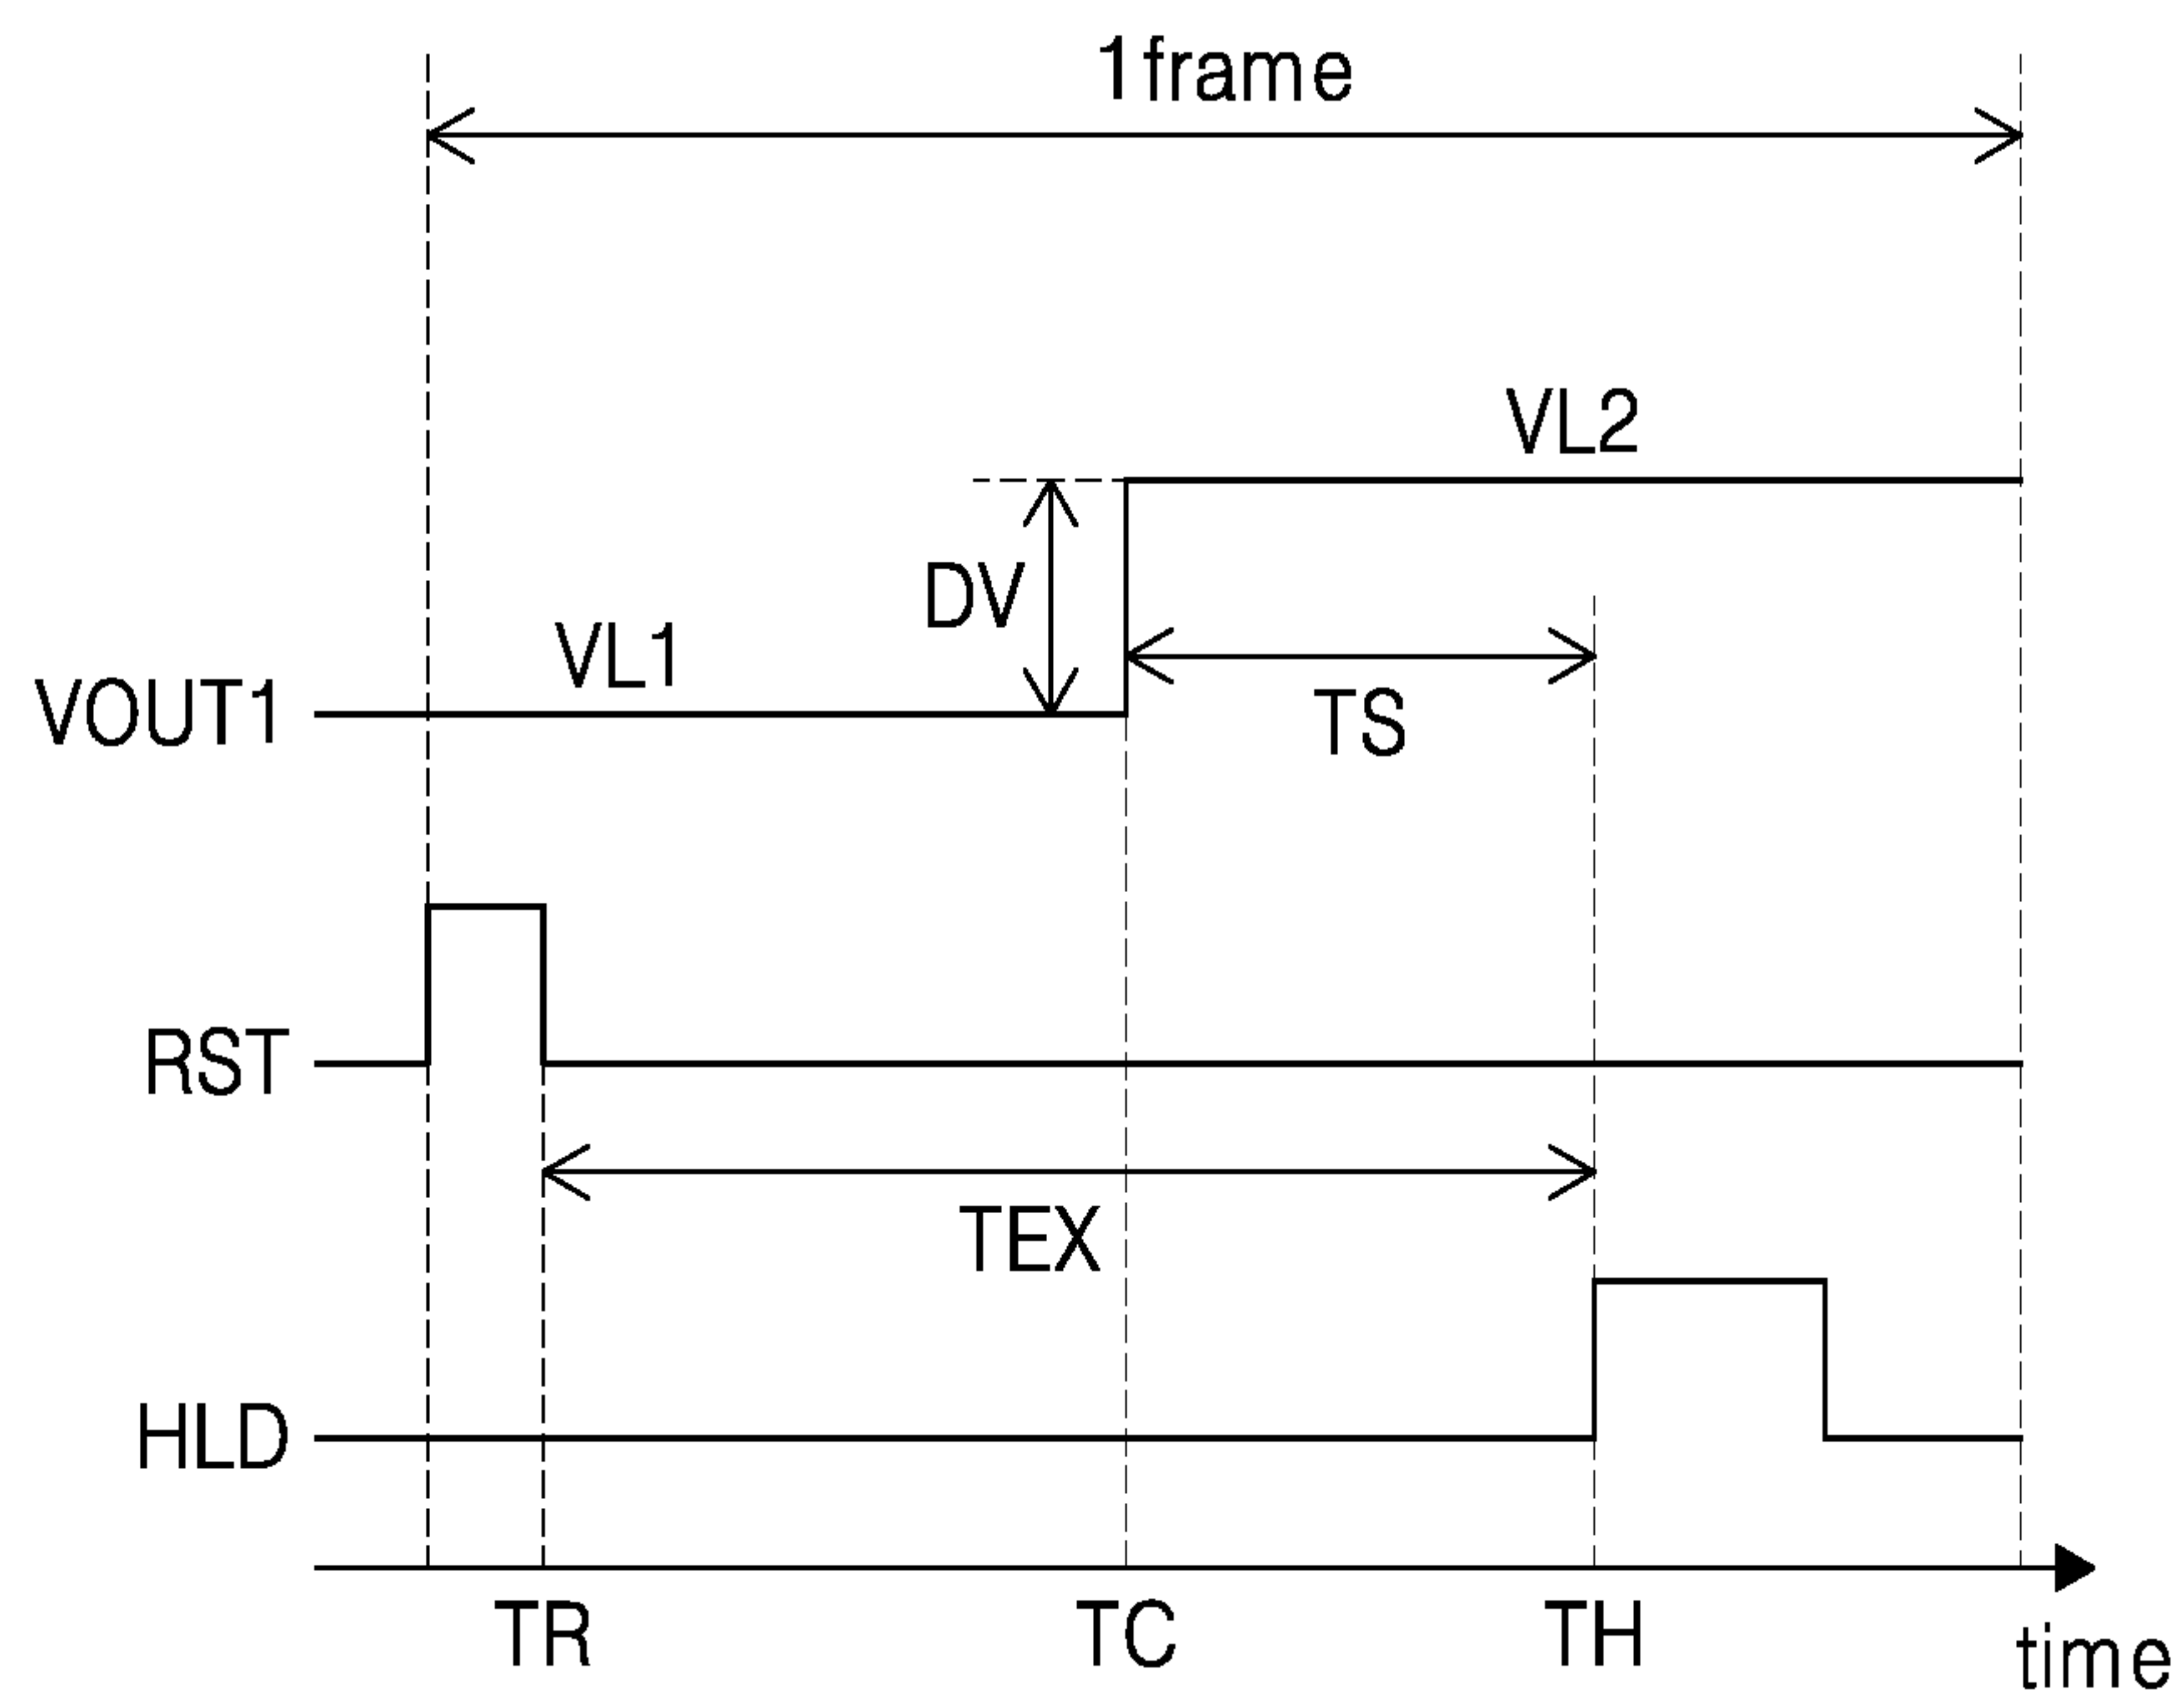 1frame
VL2
DV
VL1
VOUT1
TS
RST
TEX
HLD
TR
TC
TH
time